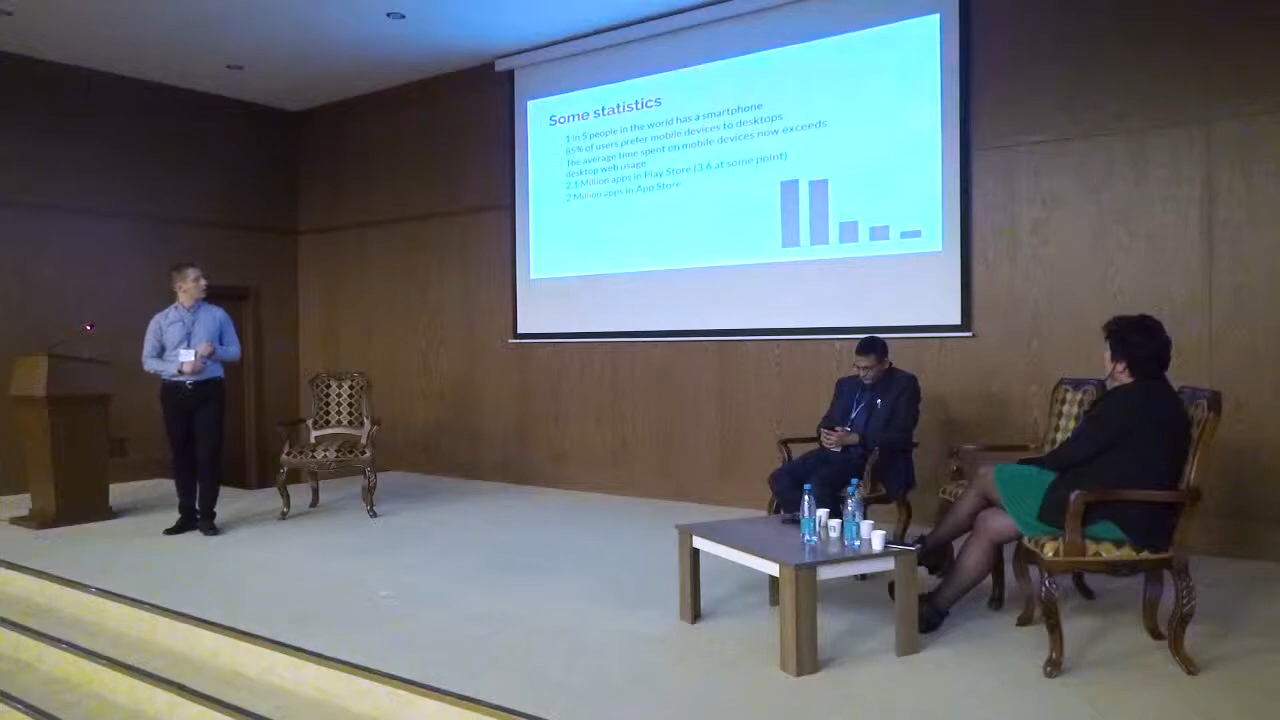 Some statistics
1 in 5 people in the world has a smartphone
85% of users prefer mobile devices to desktops
The average time spent on mobile devices now exceeds
desktop web usage
2.1 Million apps in Play Store (3.6 at some point)
2 Million apps in App Store